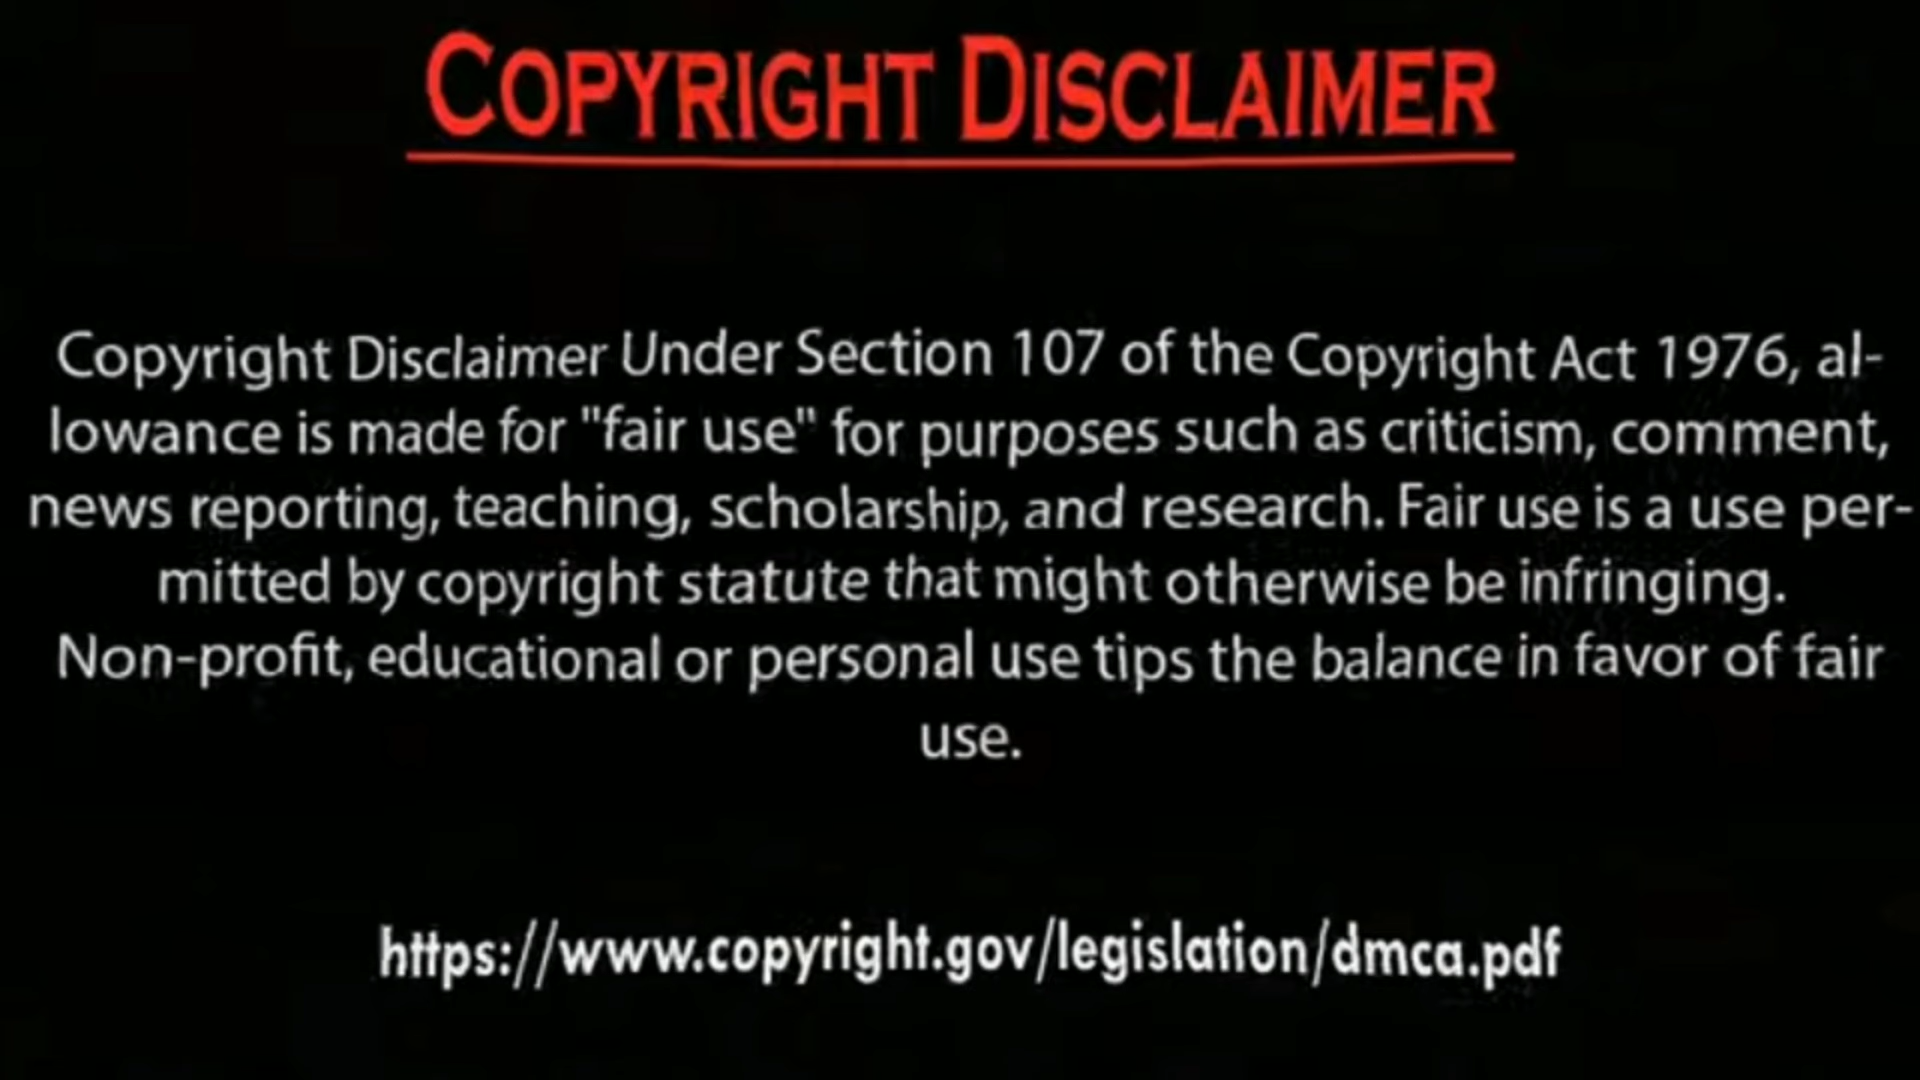 COPYRIGHT DISCLAIMER
Copyright Disclaimer Under Section 107 of the Copyright Act 1976, al-
lowance is made for "fair use" for purposes such as criticism, comment,
news reporting, teaching, scholarship, and research. Fair use is a use per-
mitted by copyright statute that might otherwise be infringing.
Non-profit, educational or personal use tips the balance in favor of fair
use.
https://www.copyright.gov/legislation/dmca.pdf